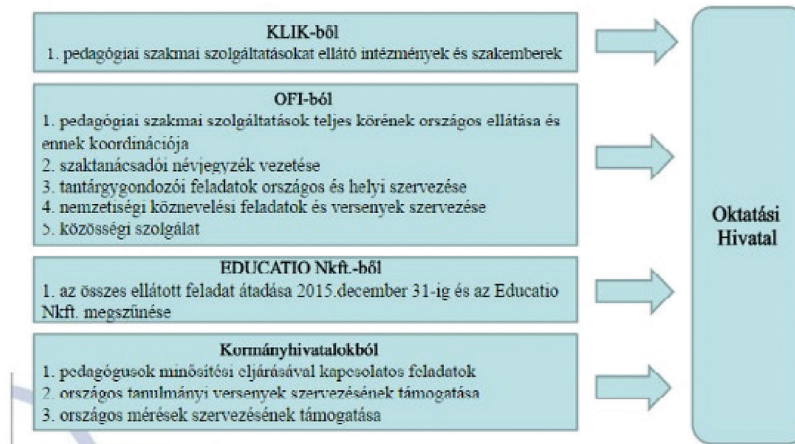 KLIK-ből
1. pedagógiai szakmai szolgáltatásokat ellátó intézmények és szakemberek
OFI-ból
1. pedagógiai szakmai szolgáltatások teljes körének országos ellátása és
ennek koordinációja
2. szaktanácsadói névjegyzék vezetése
3. tantárgygondozói feladatok országos és helyi szervezése
4. nemzetiségi köznevelési feladatok és versenyek szervezése
5. közösségi szolgálat
EDUCATIO Nkft.-ből
1. az összes ellátott feladat átadása 2015.december 31-ig és az Educatio
Nkft. megszűnése
Kormányhivatalokból
1. pedagógusok minősítési eljárásával kapcsolatos feladatok
2. országos tanulmányi versenyek szervezésének támogatása
3. országos mérések szervezésének támogatása
Oktatási
Hivatal